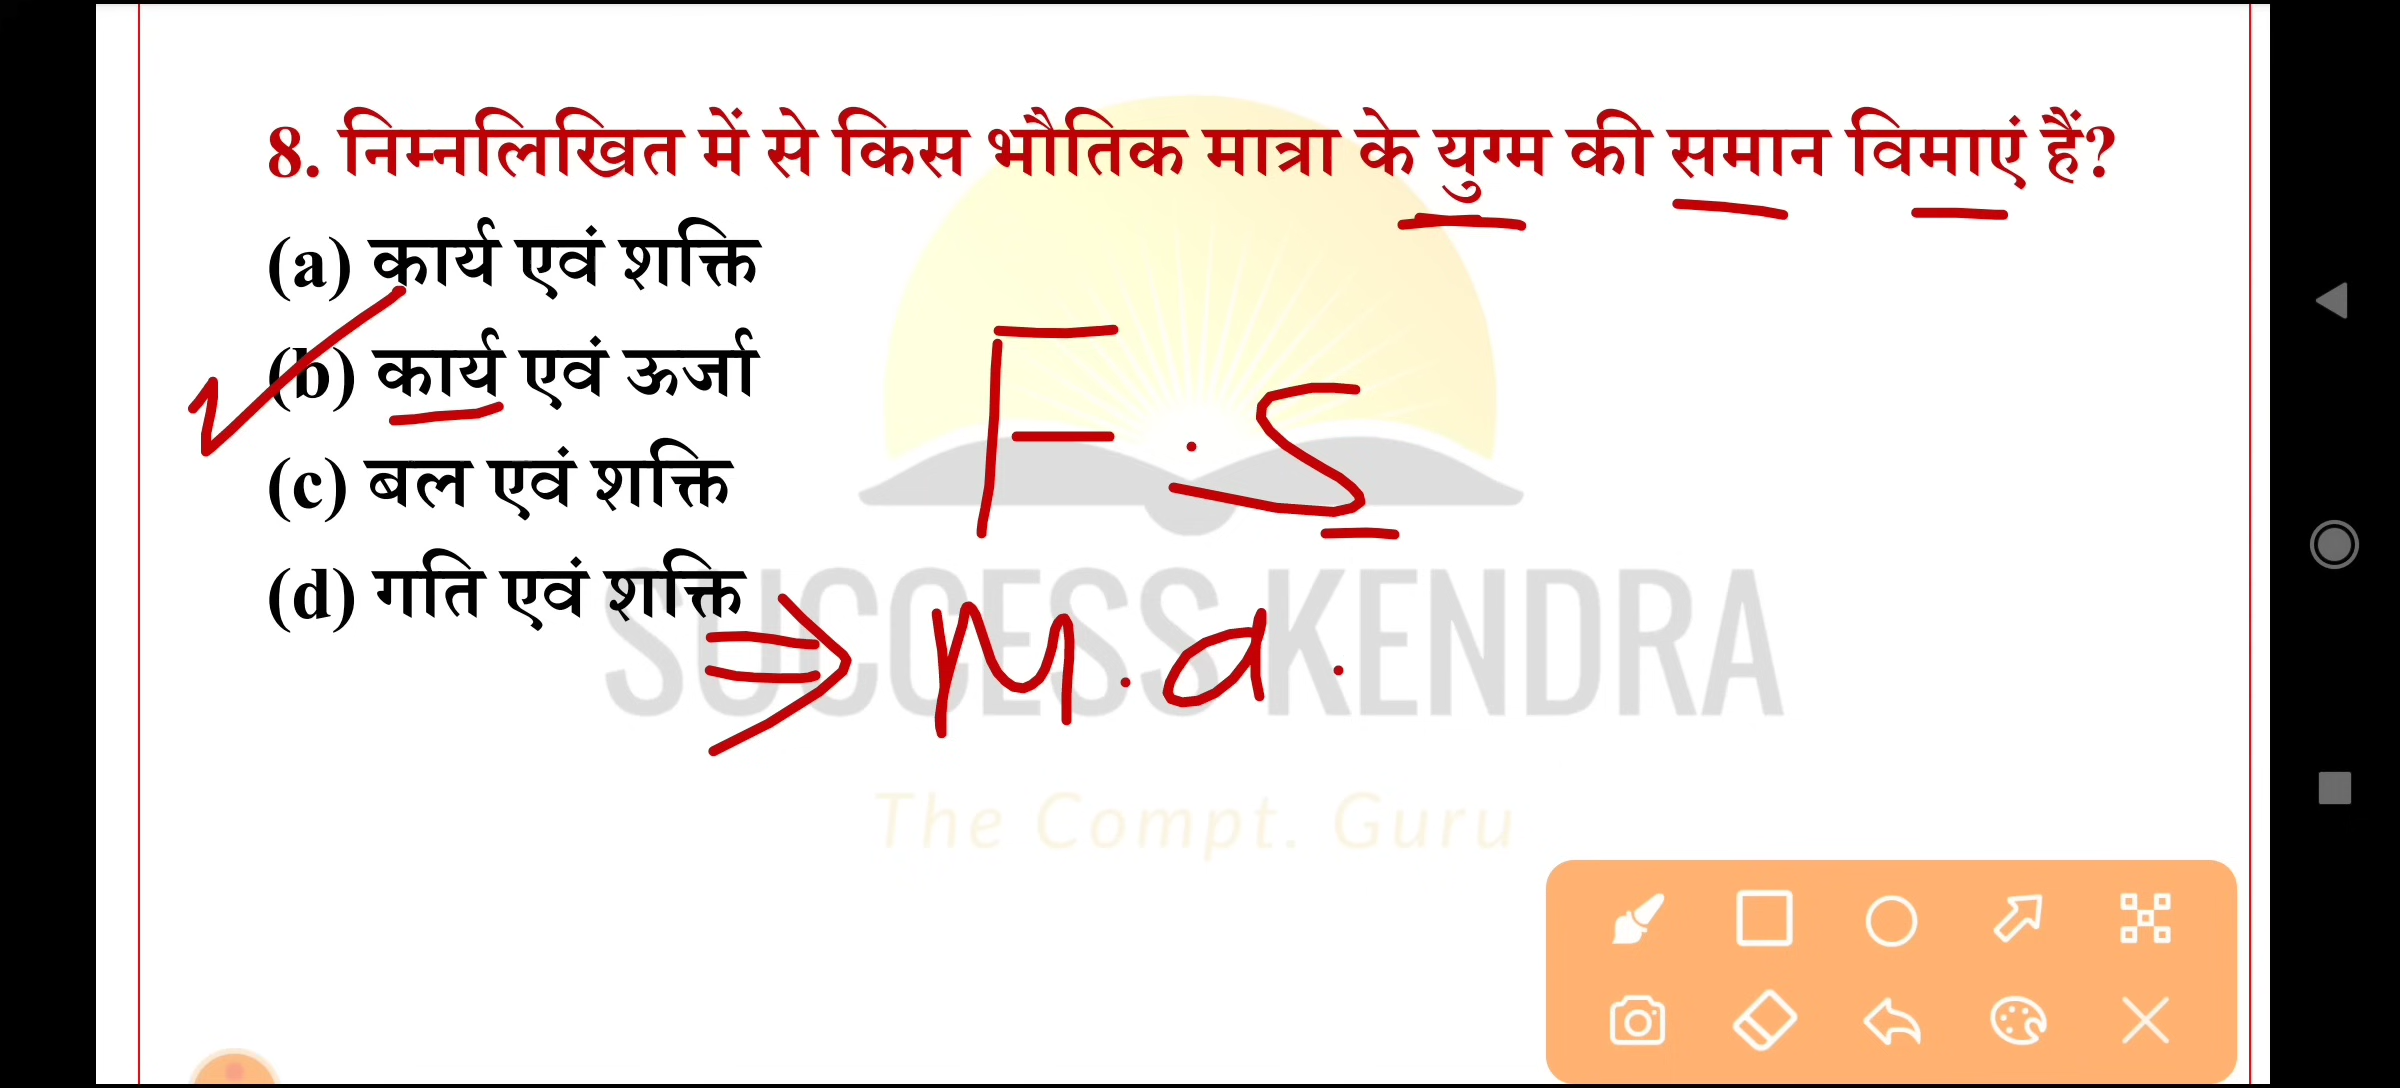 8. निम्नलिखित में से किस भौतिक मात्रा के युग्म की समान विमाएं हैं?
(a) कार्य एवं शक्ति
(b) कार्य एवं ऊर्जा
(c) बल एवं शक्ति
(d) गति एवं शक्ति
F . S
⇒ M . a .
SUCCESS KENDRA
The Compt. Guru